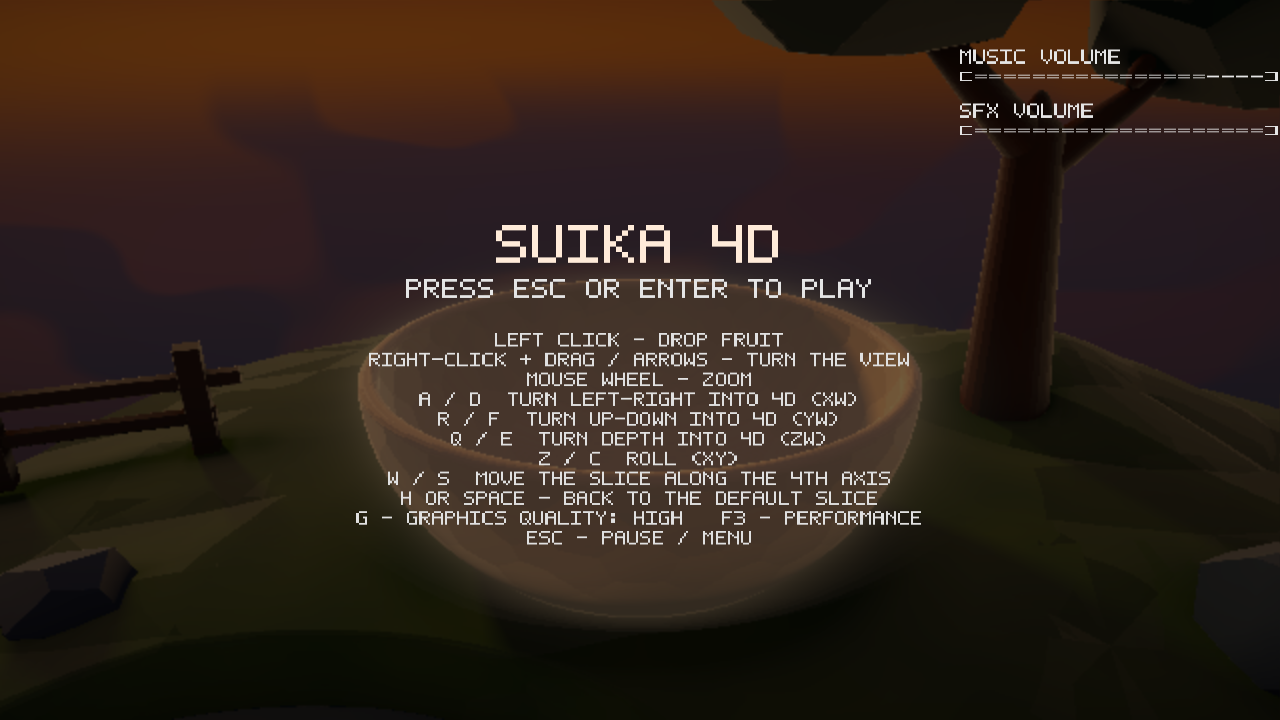 MUSIC VOLUME
[================----]
SFX VOLUME
[====================]
SUIKA 4D
PRESS ESC OR ENTER TO PLAY
LEFT CLICK - DROP FRUIT
RIGHT-CLICK + DRAG / ARROWS - TURN THE VIEW
MOUSE WHEEL - ZOOM
A / D  TURN LEFT-RIGHT INTO 4D (XW)
R / F  TURN UP-DOWN INTO 4D (YW)
Q / E  TURN DEPTH INTO 4D (ZW)
Z / C  ROLL (XY)
W / S  MOVE THE SLICE ALONG THE 4TH AXIS
H OR SPACE - BACK TO THE DEFAULT SLICE
G - GRAPHICS QUALITY: HIGH   F3 - PERFORMANCE
ESC - PAUSE / MENU